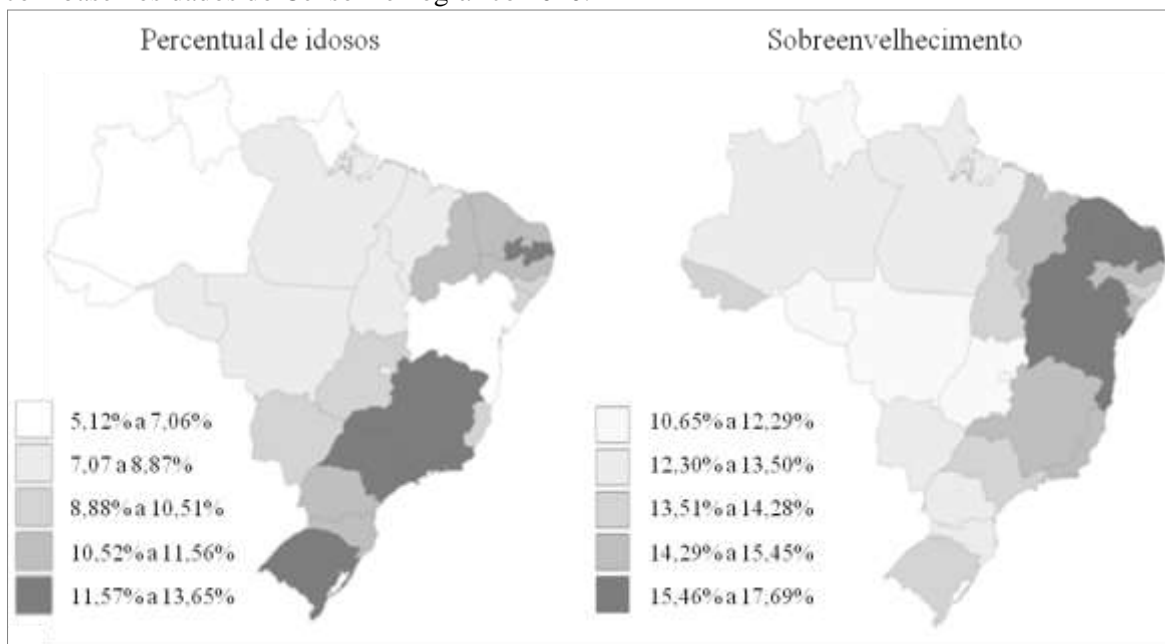 Percentual de idosos
Sobreenvelhecimento
5,12% a 7,06%
7,07 a 8,87%
8,88% a 10,51%
10,52% a 11,56%
11,57% a 13,65%
10,65% a 12,29%
12,30% a 13,50%
13,51% a 14,28%
14,29% a 15,45%
15,46% a 17,69%